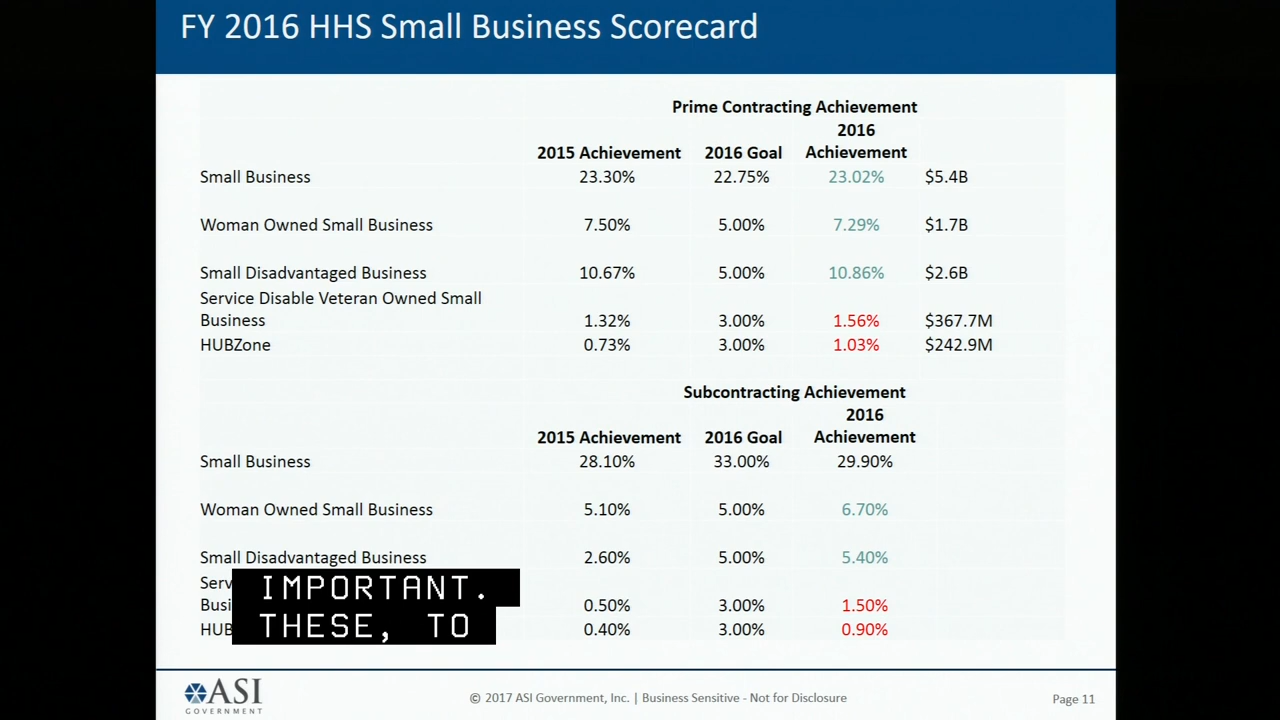 FY 2016 HHS Small Business Scorecard
Prime Contracting Achievement
2015 Achievement 2016 Goal 2016 Achievement
Small Business 23.30% 22.75% 23.02% $5.4B
Woman Owned Small Business 7.50% 5.00% 7.29% $1.7B
Small Disadvantaged Business 10.67% 5.00% 10.86% $2.6B
Service Disable Veteran Owned Small
Business 1.32% 3.00% 1.56% $367.7M
HUBZone 0.73% 3.00% 1.03% $242.9M
Subcontracting Achievement
2015 Achievement 2016 Goal 2016 Achievement
Small Business 28.10% 33.00% 29.90%
Woman Owned Small Business 5.10% 5.00% 6.70%
Small Disadvantaged Business 2.60% 5.00% 5.40%
0.50% 3.00% 1.50%
0.40% 3.00% 0.90%
IMPORTANT.
THESE, TO
ASI
GOVERNMENT
© 2017 ASI Government, Inc. | Business Sensitive - Not for Disclosure
Page 11